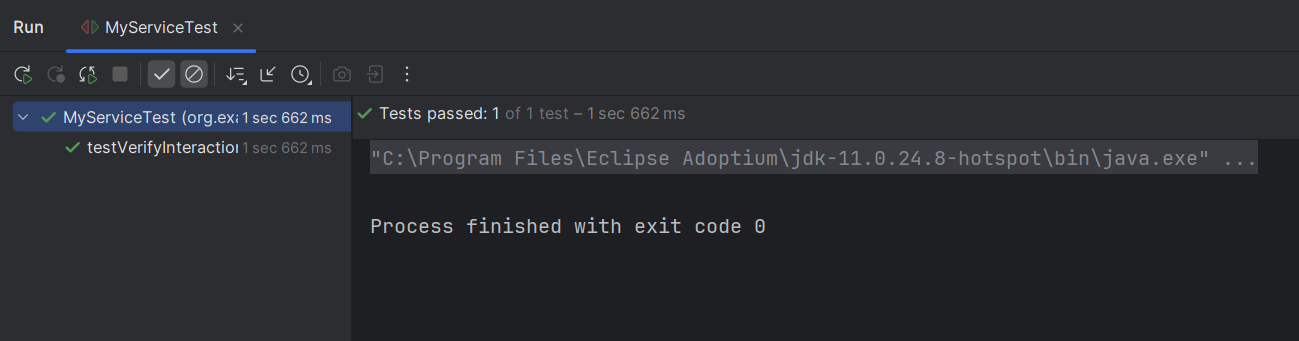 Run MyServiceTest
Tests passed: 1 of 1 test – 1 sec 662 ms
MyServiceTest (org.exa 1 sec 662 ms
testVerifyInteraction 1 sec 662 ms
"C:\Program Files\Eclipse Adoptium\jdk-11.0.24.8-hotspot\bin\java.exe" ...
Process finished with exit code 0